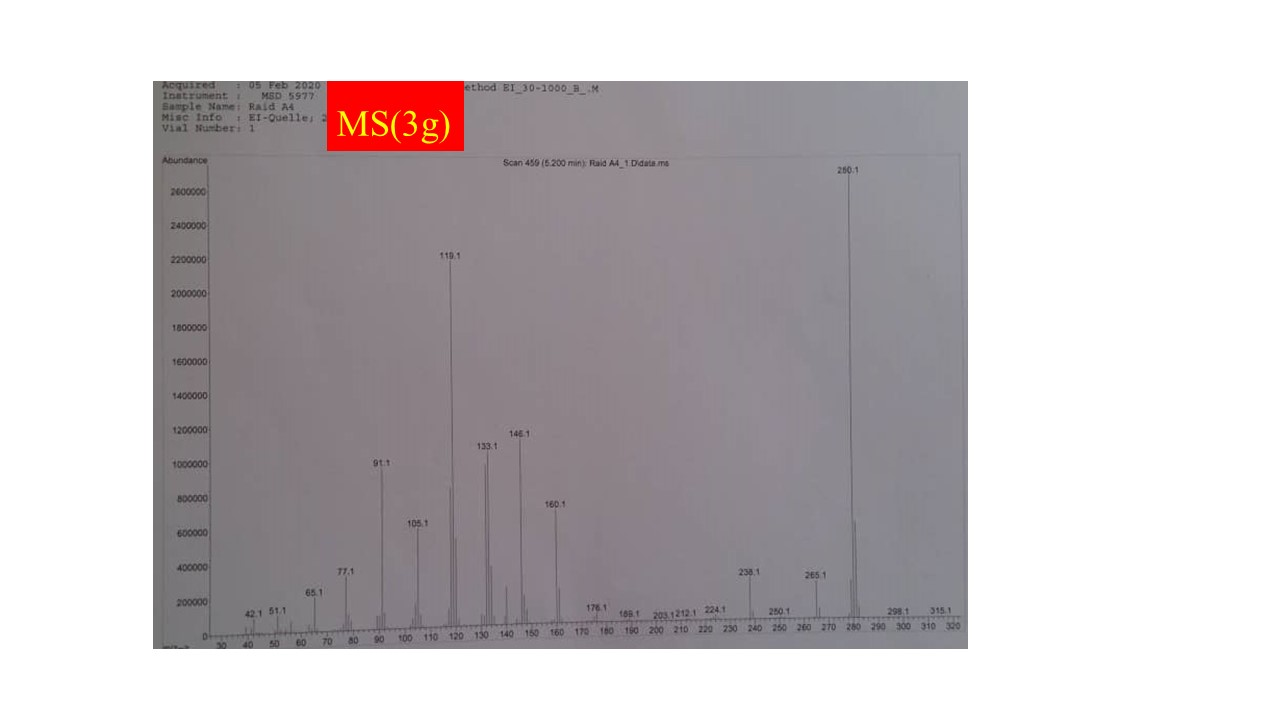 Acquired : 05 Feb 2020
ethod EI_30-1000_B_.M
Instrument : MSD 5977
Sample Name: Raid A4
Misc Info : EI-Quelle; 2
Vial Number: 1
MS(3g)
Abundance
Scan 459 (5.200 min): Raid A4_1.D\data.ms
280.1
2600000
2400000
119.1
2200000
2000000
1800000
1600000
1400000
1200000
146.1
133.1
1000000
91.1
800000
160.1
600000
105.1
400000
77.1
238.1
265.1
200000
65.1
42.1 51.1
176.1 189.1 203.1 212.1 224.1 250.1 298.1 315.1
0
30 40 50 60 70 80 90 100 110 120 130 140 150 160 170 180 190 200 210 220 230 240 250 260 270 280 290 300 310 320
m/z-->